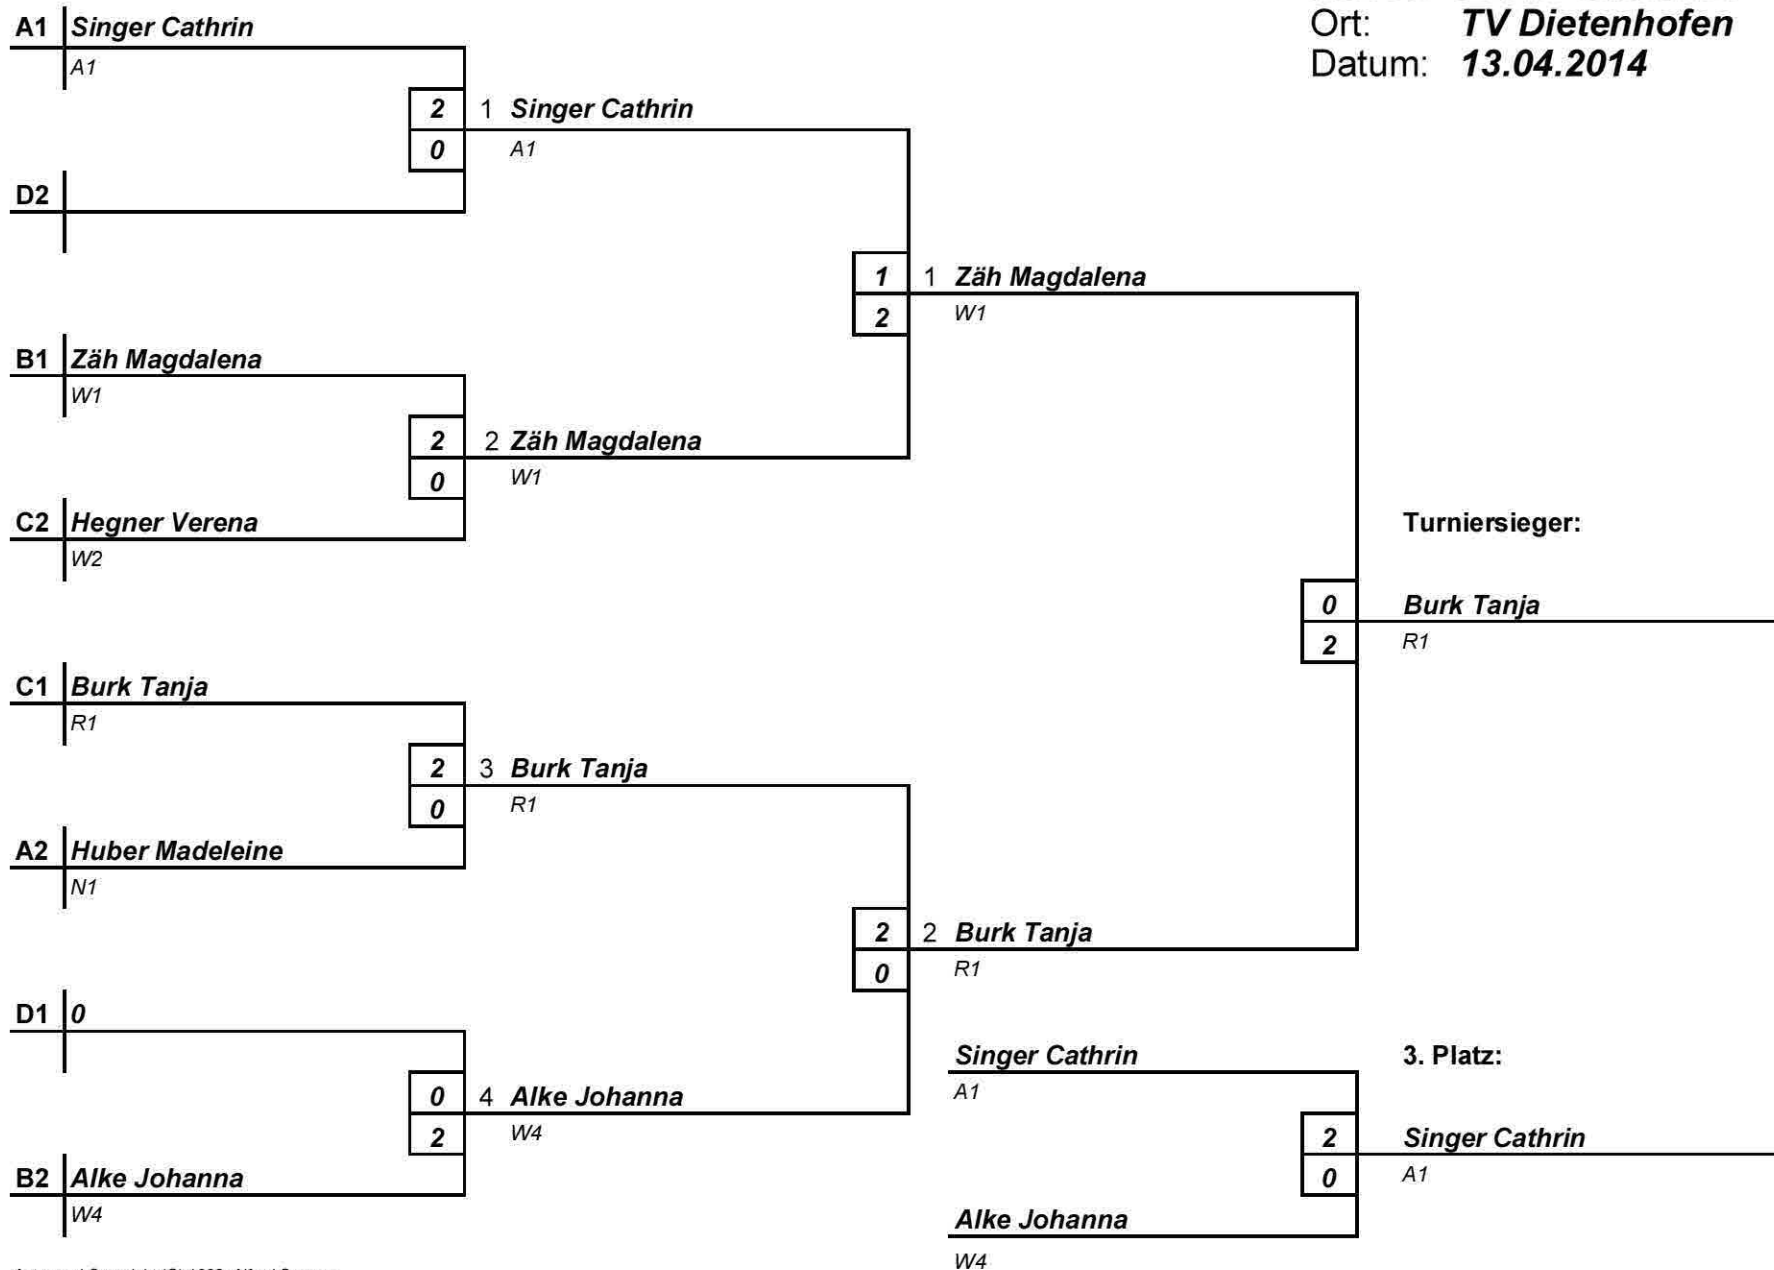 Ort: TV Dietenhofen
Datum: 13.04.2014
A1 Singer Cathrin
A1
2 1 Singer Cathrin
0 A1
D2
1 1 Zäh Magdalena
2 W1
B1 Zäh Magdalena
W1
2 2 Zäh Magdalena
0 W1
C2 Hegner Verena
W2
Turniersieger:
0 Burk Tanja
2 R1
C1 Burk Tanja
R1
2 3 Burk Tanja
0 R1
A2 Huber Madeleine
N1
2 2 Burk Tanja
0 R1
D1 0
Singer Cathrin 3. Platz:
A1
0 4 Alke Johanna
2 W4
2 Singer Cathrin
0 A1
B2 Alke Johanna
W4
Alke Johanna
W4